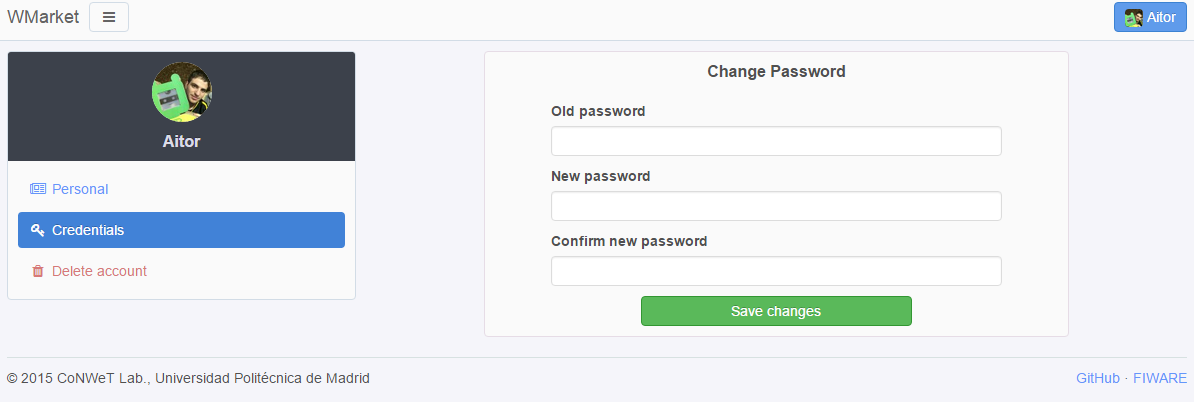 WMarket
Aitor
Aitor
Personal
Credentials
Delete account
Change Password
Old password
New password
Confirm new password
Save changes
© 2015 CoNWeT Lab., Universidad Politécnica de Madrid
GitHub · FIWARE